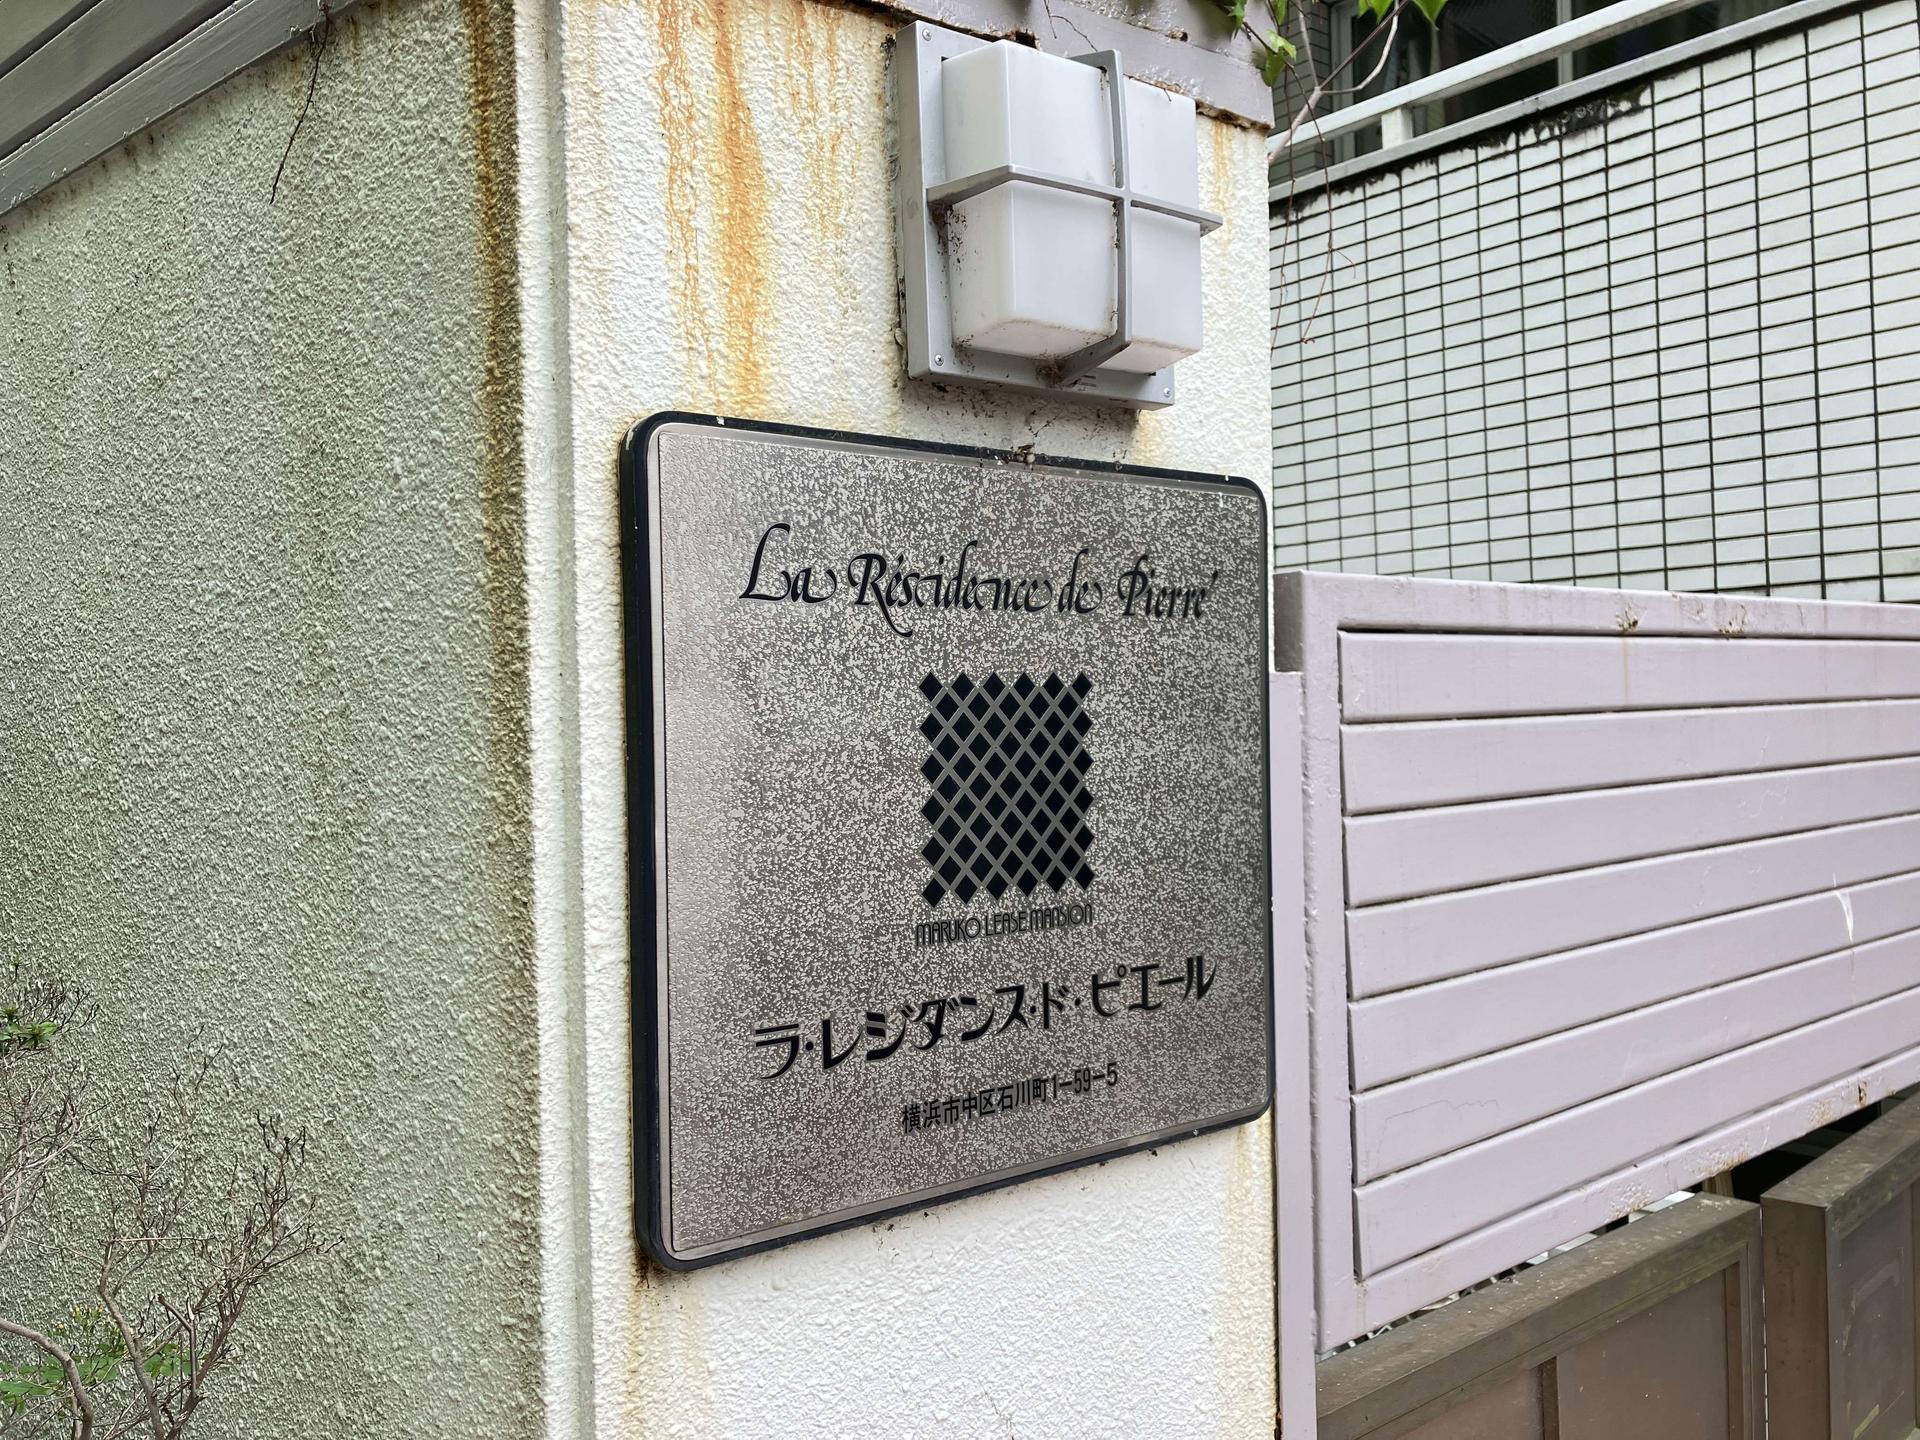 La Résidence de Pierre
MARUKO LEASE MANSION
ラ・レジダンス・ド・ピエール
横浜市中区石川町1-59-5